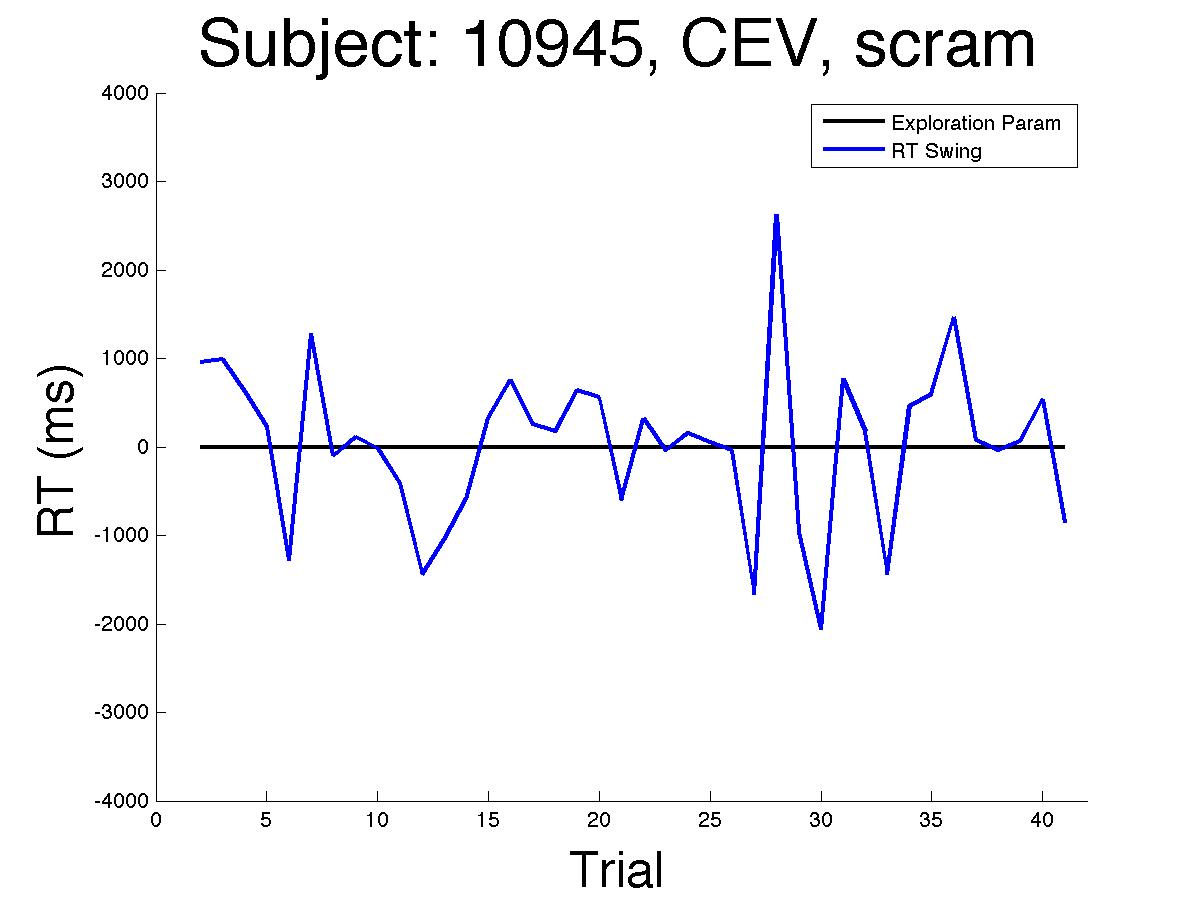 Subject: 10945, CEV, scram
4000
3000
2000
1000
0
-1000
-2000
-3000
-4000
RT (ms)
Exploration Param
RT Swing
0 5 10 15 20 25 30 35 40
Trial